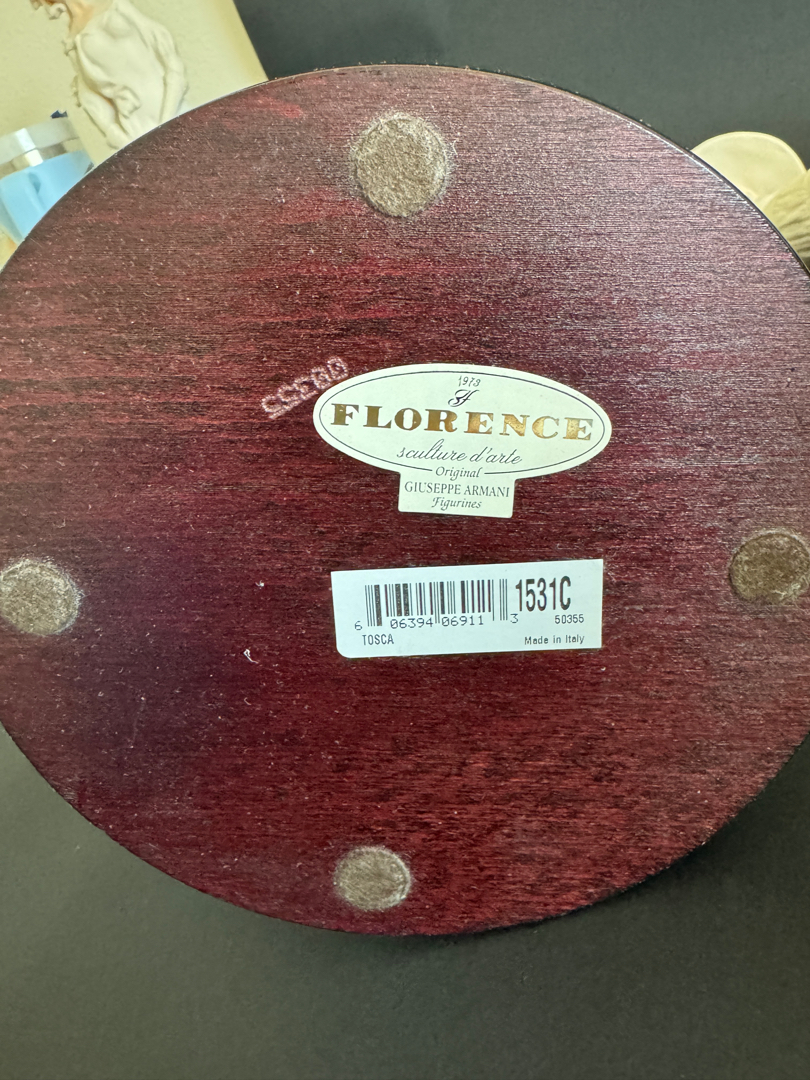 1973
FLORENCE
sculture d'arte
Original
GIUSEPPE ARMANI
Figurines
1531C
6 06394 06911 3
50355
TOSCA
Made in Italy